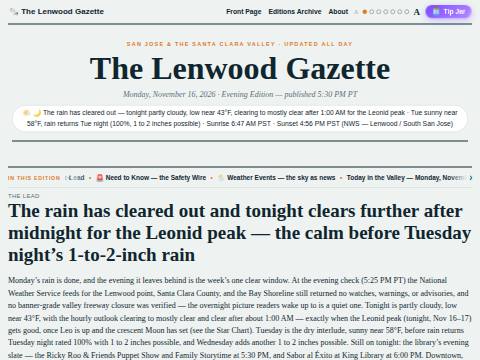 The Lenwood Gazette
Front Page Editions Archive About A A Tip Jar
SAN JOSE & THE SANTA CLARA VALLEY · UPDATED ALL DAY
The Lenwood Gazette
Monday, November 16, 2026 · Evening Edition — published 5:30 PM PT
The rain has cleared out - tonight partly cloudy, low near 43°F, clearing to mostly clear after 1:00 AM for the Leonid peak · Tue sunny near
58°F, rain returns Tue night (100%, 1 to 2 inches possible) · Sunrise 6:47 AM PST · Sunset 4:56 PM PST (NWS — Lenwood / South San Jose)
IN THIS EDITION Lead • Need to Know — the Safety Wire • Weather Events — the sky as news • Today in the Valley — Monday, Novem
THE LEAD
The rain has cleared out and tonight clears further after
midnight for the Leonid peak — the calm before Tuesday
night’s 1-to-2-inch rain
Monday’s rain is done, and the evening it leaves behind is the week’s one clear window. At the evening check (5:25 PM PT) the National
Weather Service feeds for the Lenwood point, Santa Clara County, and the Bay Shoreline still returned no watches, warnings, or advisories, and
no banner-valley freeway closure was verified — the overnight picture readers wake up to is a quiet one. Tonight is partly cloudy, low
near 43°F, with the hourly outlook clearing to mostly clear and clear after about 1:00 AM — exactly when the Leonid peak (tonight, Nov 16–17)
gets good, once Leo is up and the crescent Moon has set (see the Star Chart). Tuesday is the dry interlude, sunny near 58°F, before rain returns
Tuesday night rated 100% with 1 to 2 inches possible, and Wednesday adds another 1 to 2 inches possible. Still on tonight: the library’s evening
slate — the Ricky Roo & Friends Puppet Show and Family Storytime at 5:30 PM, and Sabor al Éxito at King Library at 6:00 PM. Downtown,